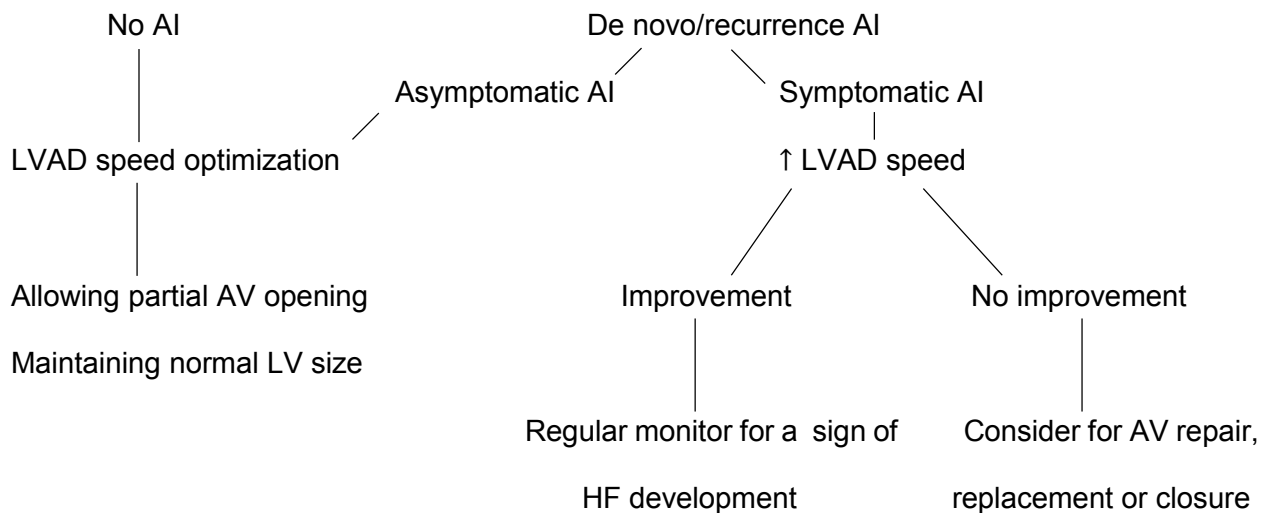 No AI
De novo/recurrence AI
Asymptomatic AI
Symptomatic AI
LVAD speed optimization
↑ LVAD speed
Allowing partial AV opening
Improvement
No improvement
Maintaining normal LV size
Regular monitor for a sign of
Consider for AV repair,
HF development
replacement or closure